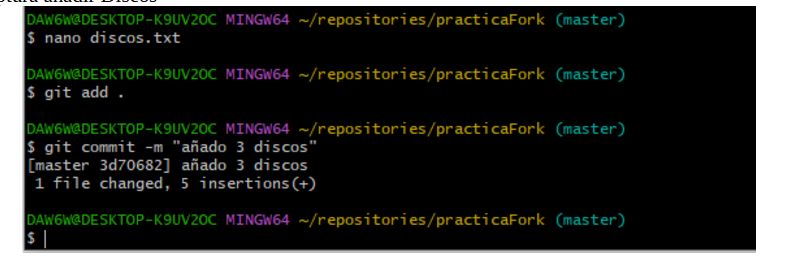 añadir Discos
DAW6W@DESKTOP-K9UV2OC MINGW64 ~/repositories/practicaFork (master)
$ nano discos.txt
DAW6W@DESKTOP-K9UV2OC MINGW64 ~/repositories/practicaFork (master)
$ git add .
DAW6W@DESKTOP-K9UV2OC MINGW64 ~/repositories/practicaFork (master)
$ git commit -m "añado 3 discos"
[master 3d70682] añado 3 discos
 1 file changed, 5 insertions(+)
DAW6W@DESKTOP-K9UV2OC MINGW64 ~/repositories/practicaFork (master)
$